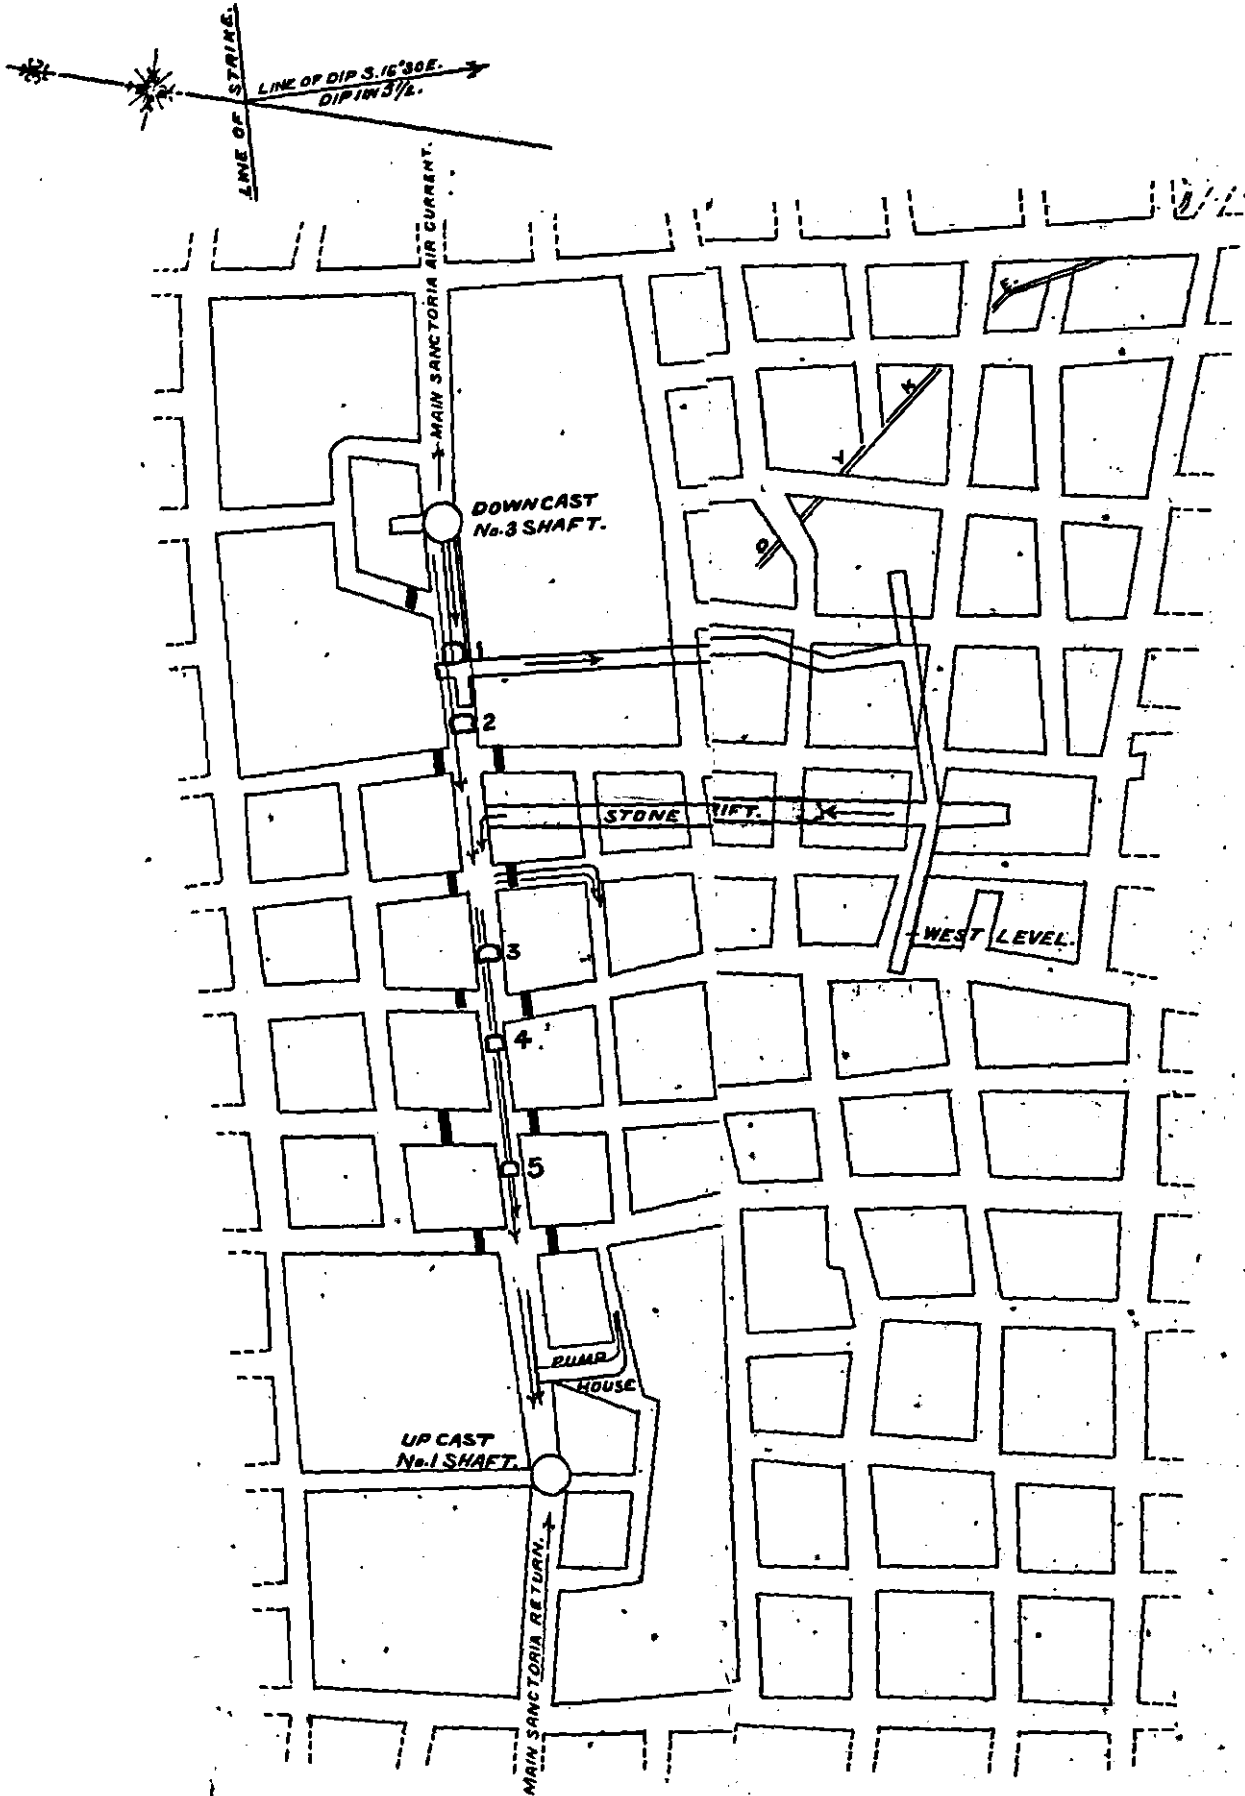 LINE OF STRIKE.
LINE OF DIP S.16°30E.
DIP 1 IN 3½.
MAIN SANCTORIA AIR CURRENT.
E.
K
L
DOWNCAST
No.3 SHAFT.
O
1
2
STONE RIFT.
WEST LEVEL.
3
4
5
PUMP
HOUSE
UPCAST
No.1 SHAFT.
MAIN SANCTORIA RETURN.